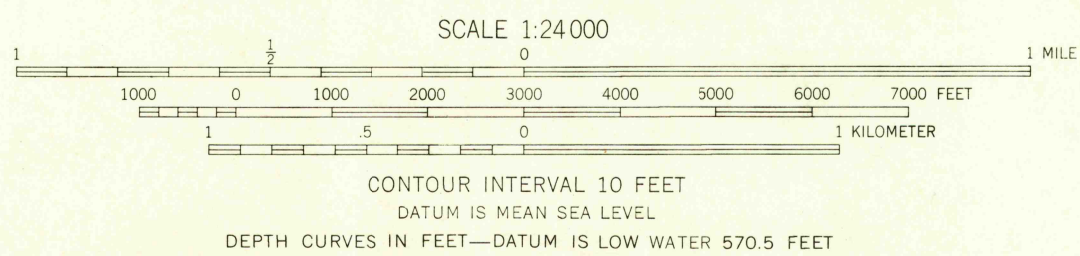 SCALE 1:24 000
1 ½ 0 1 MILE
1000 0 1000 2000 3000 4000 5000 6000 7000 FEET
1 .5 0 1 KILOMETER
CONTOUR INTERVAL 10 FEET
DATUM IS MEAN SEA LEVEL
DEPTH CURVES IN FEET—DATUM IS LOW WATER 570.5 FEET